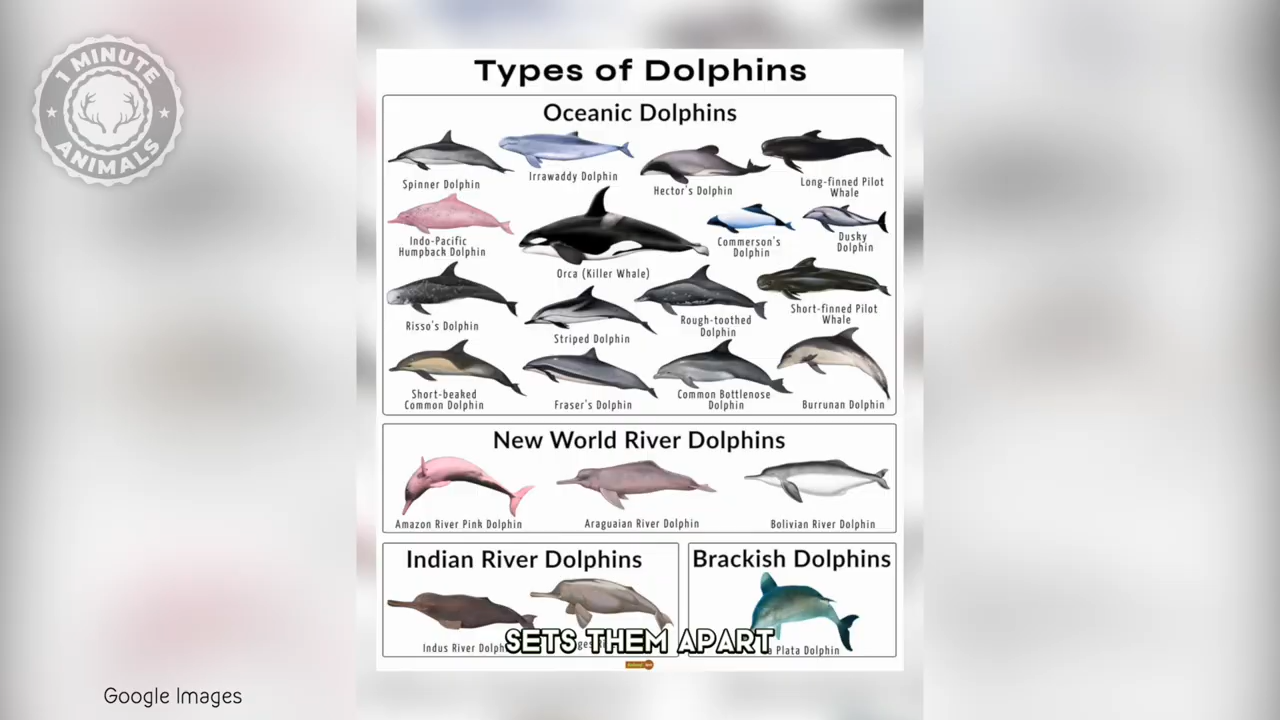 1 MINUTE
ANIMALS
Types of Dolphins
Oceanic Dolphins
Spinner Dolphin
Irrawaddy Dolphin
Hector's Dolphin
Long-finned Pilot
Whale
Indo-Pacific
Humpback Dolphin
Orca (Killer Whale)
Commerson's
Dolphin
Dusky
Dolphin
Risso's Dolphin
Striped Dolphin
Rough-toothed
Dolphin
Short-finned Pilot
Whale
Short-beaked
Common Dolphin
Fraser's Dolphin
Common Bottlenose
Dolphin
Burrunan Dolphin
New World River Dolphins
Amazon River Pink Dolphin
Araguaian River Dolphin
Bolivian River Dolphin
Indian River Dolphins
Brackish Dolphins
Indus River
Plata Dolphin
SETS THEM APART
Google Images